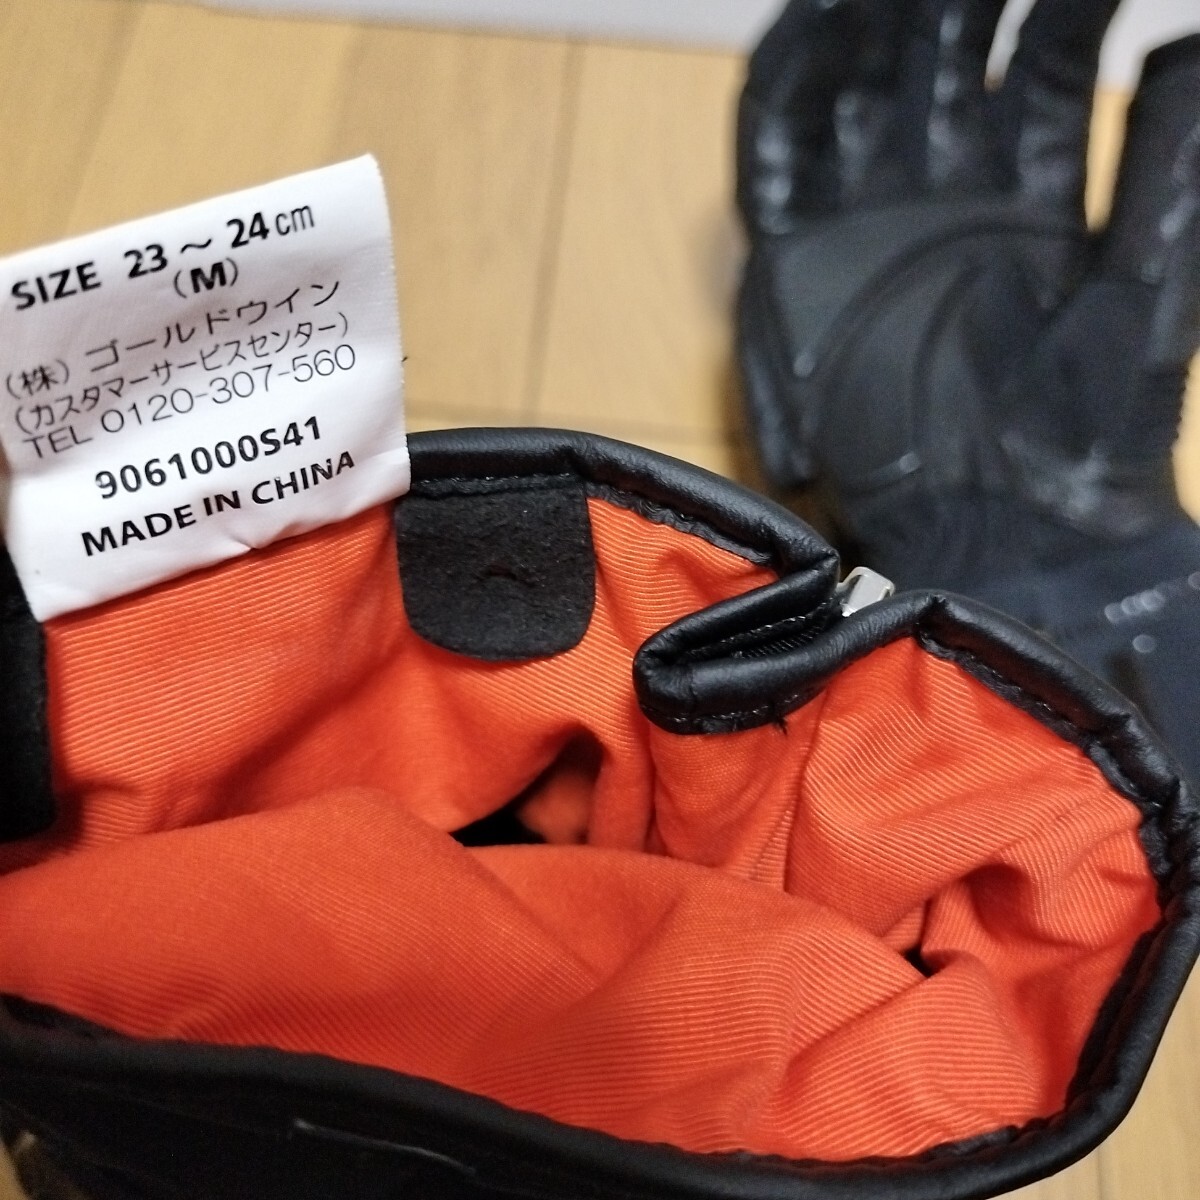 SIZE 23～24cm
(M)
(株) ゴールドウイン
(カスタマーサービスセンター)
TEL 0120-307-560
9061000S41
MADE IN CHINA